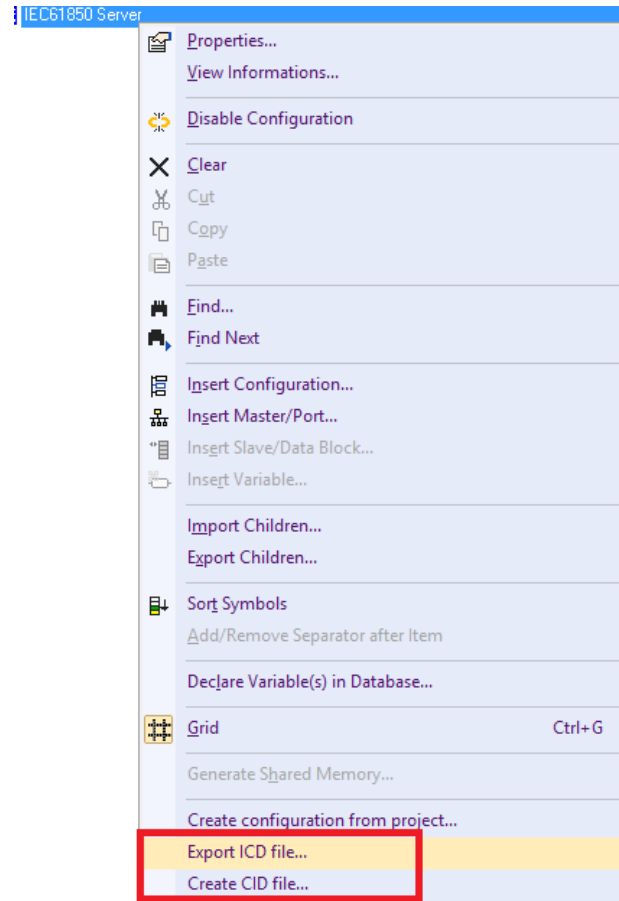 IEC61850 Server
Properties...
View Informations...
Disable Configuration
Clear
Cut
Copy
Paste
Find...
Find Next
Insert Configuration...
Insert Master/Port...
Insert Slave/Data Block...
Insert Variable...
Import Children...
Export Children...
Sort Symbols
Add/Remove Separator after Item
Declare Variable(s) in Database...
Grid Ctrl+G
Generate Shared Memory...
Create configuration from project...
Export ICD file...
Create CID file...